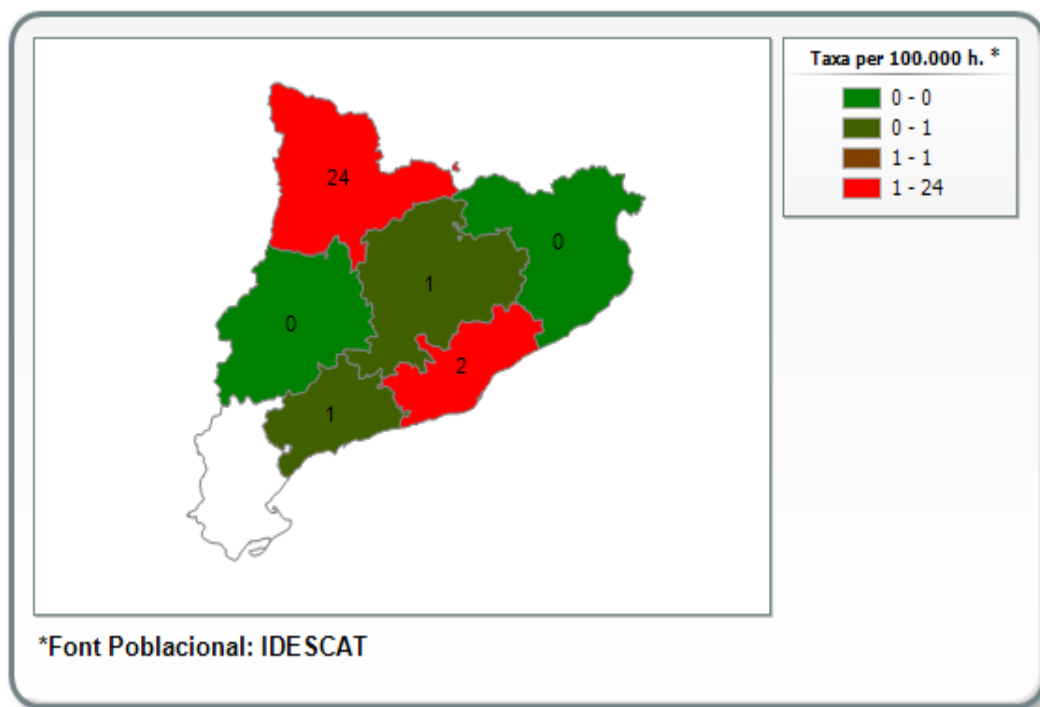 Taxa per 100.000 h. *
0 - 0
0 - 1
1 - 1
1 - 24
24
0
1
0
2
1
*Font Poblacional: IDESCAT